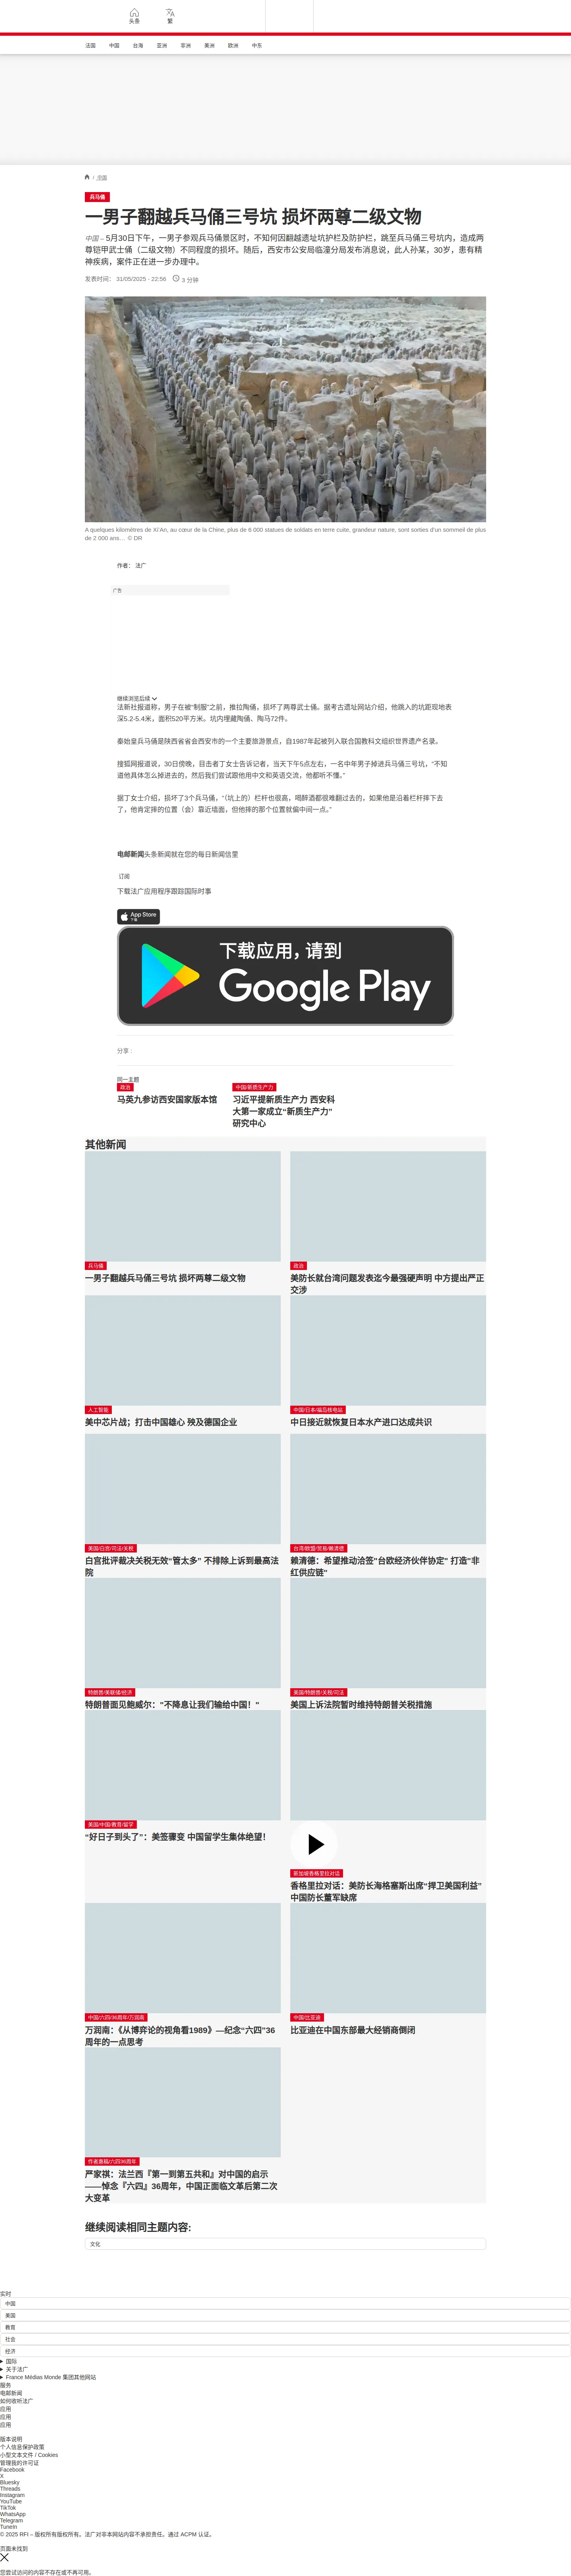 头条
繁
法国
中国
台海
亚洲
非洲
美洲
欧洲
中东
/ 中国
兵马俑
一男子翻越兵马俑三号坑 损坏两尊二级文物
中国 – 5月30日下午，一男子参观兵马俑景区时，不知何因翻越遗址坑护栏及防护栏，跳至兵马俑三号坑内，造成两
尊铠甲武士俑（二级文物）不同程度的损坏。随后，西安市公安局临潼分局发布消息说，此人孙某，30岁，患有精
神疾病，案件正在进一步办理中。
发表时间： 31/05/2025 - 22:56
3 分钟
A quelques kilomètres de Xi’An, au cœur de la Chine, plus de 6 000 statues de soldats en terre cuite, grandeur nature, sont sorties d’un sommeil de plus
de 2 000 ans… © DR
作者： 法广
广告
继续浏览后续
法新社报道称，男子在被“制服”之前，推拉陶俑，损坏了两尊武士俑。据考古遗址网站介绍，他跳入的坑距现地表
深5.2-5.4米，面积520平方米。坑内埋藏陶俑、陶马72件。
秦始皇兵马俑是陕西省省会西安市的一个主要旅游景点，自1987年起被列入联合国教科文组织世界遗产名录。
搜狐网报道说，30日傍晚，目击者丁女士告诉记者，当天下午5点左右，一名中年男子掉进兵马俑三号坑，“不知
道他具体怎么掉进去的，然后我们尝试跟他用中文和英语交流，他都听不懂。”
据丁女士介绍，损坏了3个兵马俑，“（坑上的）栏杆也很高，喝醉酒都很难翻过去的，如果他是沿着栏杆摔下去
了，他肯定摔的位置（会）靠近墙面，但他摔的那个位置就偏中间一点。”
电邮新闻头条新闻就在您的每日新闻信里
订阅
下载法广应用程序跟踪国际时事
App Store
下载
下载应用，请到
Google Play
分享 :
同一主题
政治
马英九参访西安国家版本馆
中国/新质生产力
习近平提新质生产力 西安科
大第一家成立“新质生产力”
研究中心
其他新闻
兵马俑
一男子翻越兵马俑三号坑 损坏两尊二级文物
政治
美防长就台湾问题发表迄今最强硬声明 中方提出严正
交涉
人工智能
美中芯片战；打击中国雄心 殃及德国企业
中国/日本/福岛核电站
中日接近就恢复日本水产进口达成共识
美国/白宫/司法/关税
白宫批评裁决关税无效“管太多” 不排除上诉到最高法
院
台湾/欧盟/贸易/赖清德
赖清德：希望推动洽签"台欧经济伙伴协定" 打造"非
红供应链"
特朗普/美联储/经济
特朗普面见鲍威尔："不降息让我们输给中国！"
美国/特朗普/关税/司法
美国上诉法院暂时维持特朗普关税措施
美国/中国/教育/留学
“好日子到头了”：美签骤变 中国留学生集体绝望！
新加坡香格里拉对话
香格里拉对话：美防长海格塞斯出席“捍卫美国利益”
中国防长董军缺席
中国/六四/36周年/万润南
万润南：《从博弈论的视角看1989》—纪念“六四”36
周年的一点思考
中国/比亚迪
比亚迪在中国东部最大经销商倒闭
作者惠稿/六四36周年
严家祺：法兰西『第一到第五共和』对中国的启示
——悼念『六四』36周年，中国正面临文革后第二次
大变革
继续阅读相同主题内容:
文化
实时
中国
美国
教育
社会
经济
国际
关于法广
France Médias Monde 集团其他网站
服务
电邮新闻
如何收听法广
应用
应用
应用
版本说明
个人信息保护政策
小型文本文件 / Cookies
管理我的许可证
Facebook
X
Bluesky
Threads
Instagram
YouTube
TikTok
WhatsApp
Telegram
TuneIn
© 2025 RFI – 版权所有版权所有。法广对非本网站内容不承担责任。通过 ACPM 认证。
页面未找到
您尝试访问的内容不存在或不再可用。